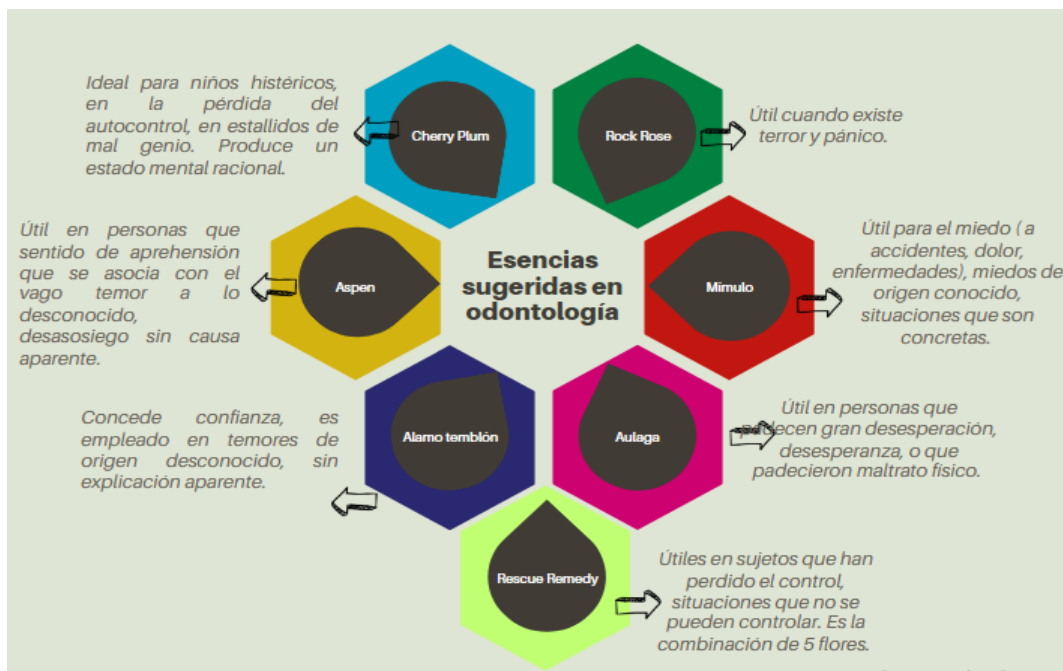 Ideal para niños histéricos,
en la pérdida del
autocontrol, en estallidos de
mal genio. Produce un
estado mental racional.
Cherry Plum
Rock Rose
Útil cuando existe
terror y pánico.
Útil en personas que
sentido de aprehensión
que se asocia con el
vago temor a lo
desconocido,
desasosiego sin causa
aparente.
Aspen
Esencias
sugeridas en
odontología
Mímulo
Útil para el miedo ( a
accidentes, dolor,
enfermedades), miedos de
origen conocido,
situaciones que son
concretas.
Concede confianza, es
empleado en temores de
origen desconocido, sin
explicación aparente.
Alamo temblón
Aulaga
Útil en personas que
padecen gran desesperación,
desesperanza, o que
padecieron maltrato físico.
Rescue Remedy
Útiles en sujetos que han
perdido el control,
situaciones que no se
pueden controlar. Es la
combinación de 5 flores.